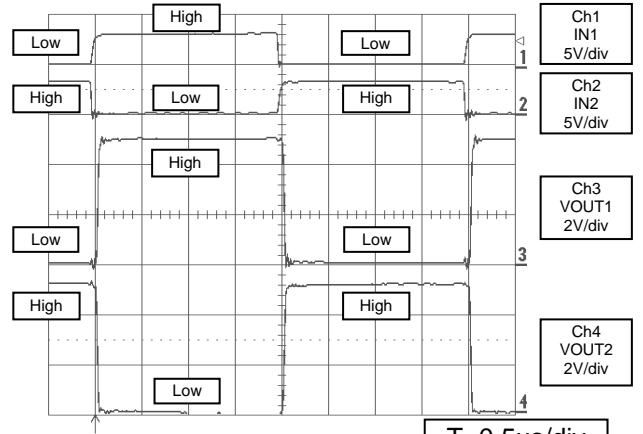 High
Low
Low
1
Ch1
IN1
5V/div
High
Low
High
2
Ch2
IN2
5V/div
High
Low
Low
3
Ch3
VOUT1
2V/div
High
High
Low
4
Ch4
VOUT2
2V/div